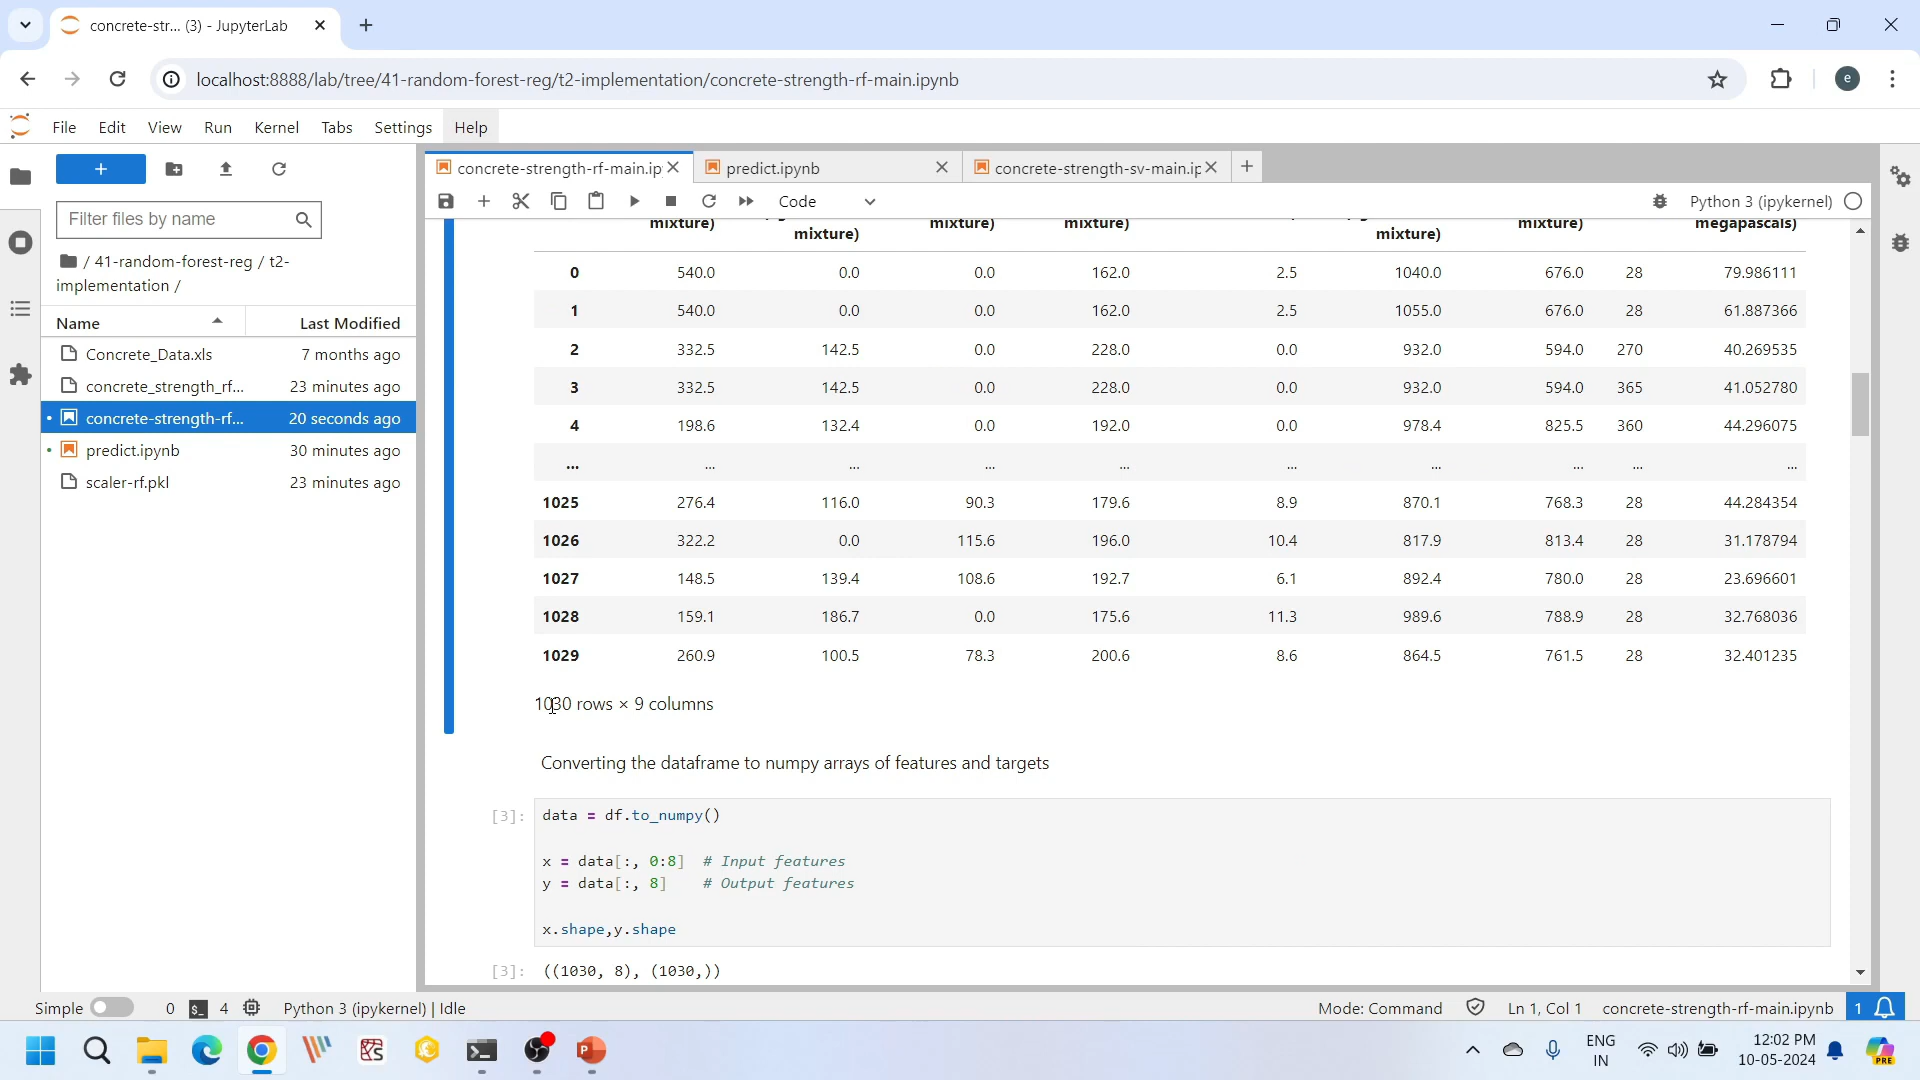 concrete-str... (3) - JupyterLab
localhost:8888/lab/tree/41-random-forest-reg/t2-implementation/concrete-strength-rf-main.ipynb
e
File Edit View Run Kernel Tabs Settings Help
concrete-strength-rf-main.ip predict.ipynb concrete-strength-sv-main.ip
Code Python 3 (ipykernel)
Filter files by name
/ 41-random-forest-reg / t2-
implementation /
Name Last Modified
Concrete_Data.xls 7 months ago
concrete_strength_rf... 23 minutes ago
concrete-strength-rf... 20 seconds ago
predict.ipynb 30 minutes ago
scaler-rf.pkl 23 minutes ago
mixture) mixture) mixture) mixture) mixture) mixture) megapascals)
0 540.0 0.0 0.0 162.0 2.5 1040.0 676.0 28 79.986111
1 540.0 0.0 0.0 162.0 2.5 1055.0 676.0 28 61.887366
2 332.5 142.5 0.0 228.0 0.0 932.0 594.0 270 40.269535
3 332.5 142.5 0.0 228.0 0.0 932.0 594.0 365 41.052780
4 198.6 132.4 0.0 192.0 0.0 978.4 825.5 360 44.296075
... ... ... ... ... ... ... ... ... ...
1025 276.4 116.0 90.3 179.6 8.9 870.1 768.3 28 44.284354
1026 322.2 0.0 115.6 196.0 10.4 817.9 813.4 28 31.178794
1027 148.5 139.4 108.6 192.7 6.1 892.4 780.0 28 23.696601
1028 159.1 186.7 0.0 175.6 11.3 989.6 788.9 28 32.768036
1029 260.9 100.5 78.3 200.6 8.6 864.5 761.5 28 32.401235
1030 rows × 9 columns
Converting the dataframe to numpy arrays of features and targets
[3]: data = df.to_numpy()
x = data[:, 0:8] # Input features
y = data[:, 8] # Output features
x.shape,y.shape
[3]: ((1030, 8), (1030,))
Simple 0 4 Python 3 (ipykernel) | Idle Mode: Command Ln 1, Col 1 concrete-strength-rf-main.ipynb 1
ENG
IN
12:02 PM
10-05-2024
PRE